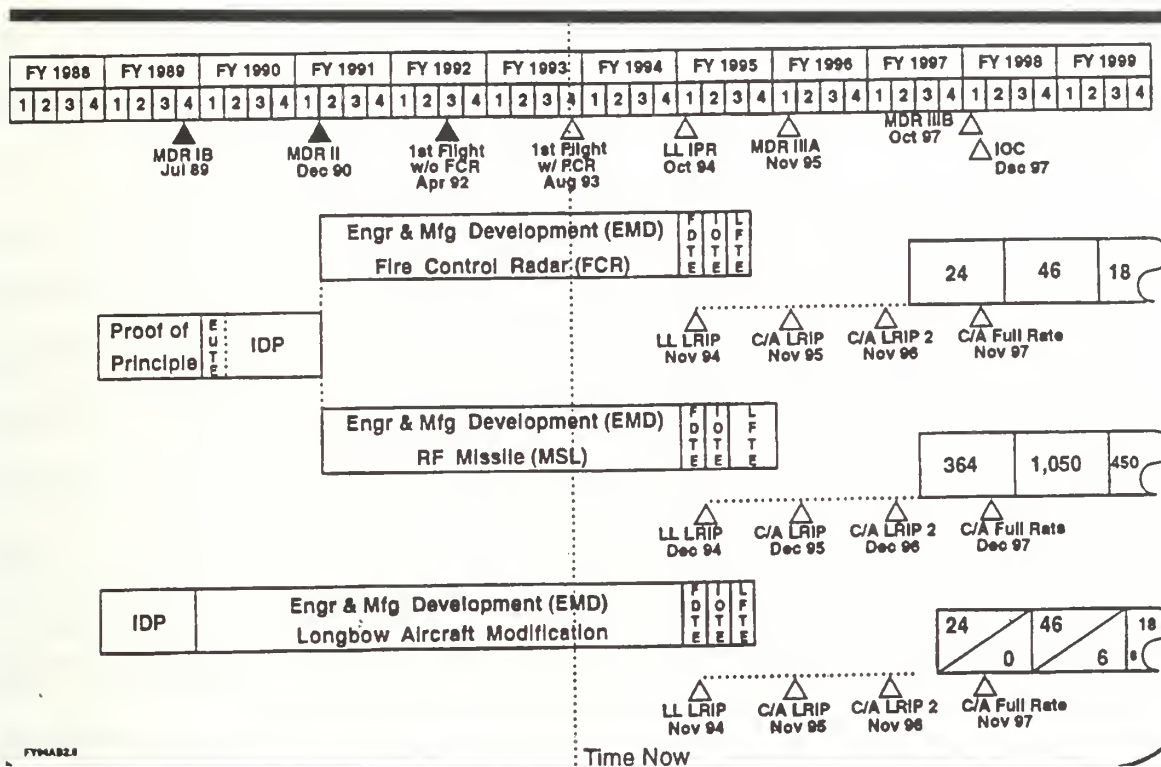 FY 1988 FY 1989 FY 1990 FY 1991 FY 1992 FY 1993 FY 1994 FY 1995 FY 1996 FY 1997 FY 1998 FY 1999
1 2 3 4 1 2 3 4 1 2 3 4 1 2 3 4 1 2 3 4 1 2 3 4 1 2 3 4 1 2 3 4 1 2 3 4 1 2 3 4 1 2 3 4 1 2 3 4
MDR IB
Jul 89
MDR II
Dec 90
1st Flight
w/o FCR
Apr 92
1st Flight
w/ FCR
Aug 93
LL IPR
Oct 94
MDR IIIA
Nov 95
MDR IIIB
Oct 97
IOC
Dec 97
Engr & Mfg Development (EMD)
Fire Control Radar (FCR)
FDTE
IOTE
LFTE
24
46
18
LL LRIP
Nov 94
C/A LRIP
Nov 95
C/A LRIP 2
Nov 96
C/A Full Rate
Nov 97
Proof of
Principle
EUTE
IDP
Engr & Mfg Development (EMD)
RF Missile (MSL)
FDTE
IOTE
LFTE
364
1,050
450
LL LRIP
Dec 94
C/A LRIP
Dec 95
C/A LRIP 2
Dec 96
C/A Full Rate
Dec 97
IDP
Engr & Mfg Development (EMD)
Longbow Aircraft Modification
FDTE
IOTE
LFTE
24
0
46
6
18
LL LRIP
Nov 94
C/A LRIP
Nov 95
C/A LRIP 2
Nov 96
C/A Full Rate
Nov 97
Time Now